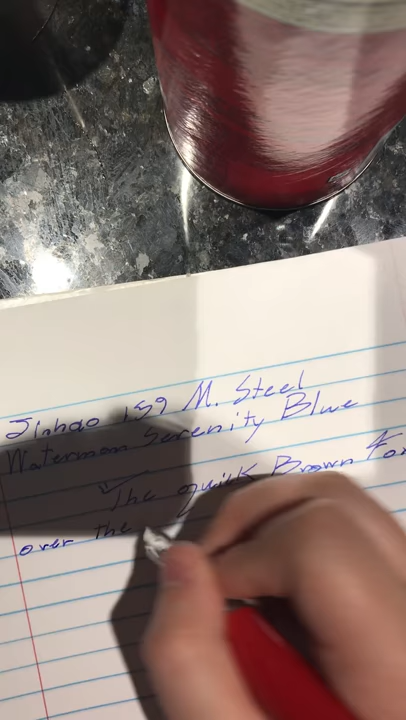 Jinhao 159 M. Steel
Waterman Serenity Blue
The quick Brown Fox
over the